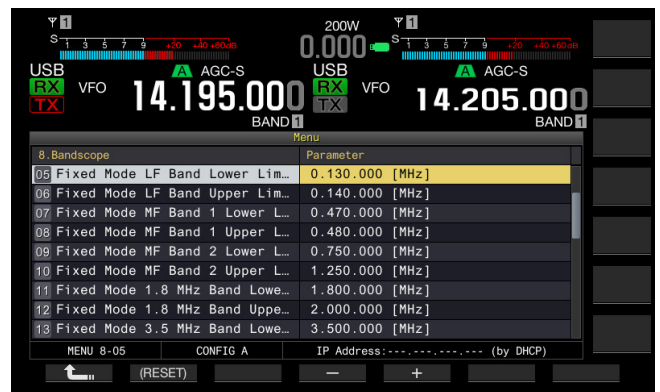 1 200W 1
S 1 3 5 7 9 +20 +40 +60dB 0.000 S 1 3 5 7 9 +20 +40 +60dB
USB A AGC-S USB A AGC-S
RX VFO 14.195.000 RX VFO 14.205.000
TX TX
BAND 1 BAND 1
Menu
8.Bandscope Parameter
05 Fixed Mode LF Band Lower Lim… 0.130.000 [MHz]
06 Fixed Mode LF Band Upper Lim… 0.140.000 [MHz]
07 Fixed Mode MF Band 1 Lower L… 0.470.000 [MHz]
08 Fixed Mode MF Band 1 Upper L… 0.480.000 [MHz]
09 Fixed Mode MF Band 2 Lower L… 0.750.000 [MHz]
10 Fixed Mode MF Band 2 Upper L… 1.250.000 [MHz]
11 Fixed Mode 1.8 MHz Band Lowe… 1.800.000 [MHz]
12 Fixed Mode 1.8 MHz Band Uppe… 2.000.000 [MHz]
13 Fixed Mode 3.5 MHz Band Lowe… 3.500.000 [MHz]
MENU 8-05 CONFIG A IP Address:---.---.---.--- (by DHCP)
(RESET) − +